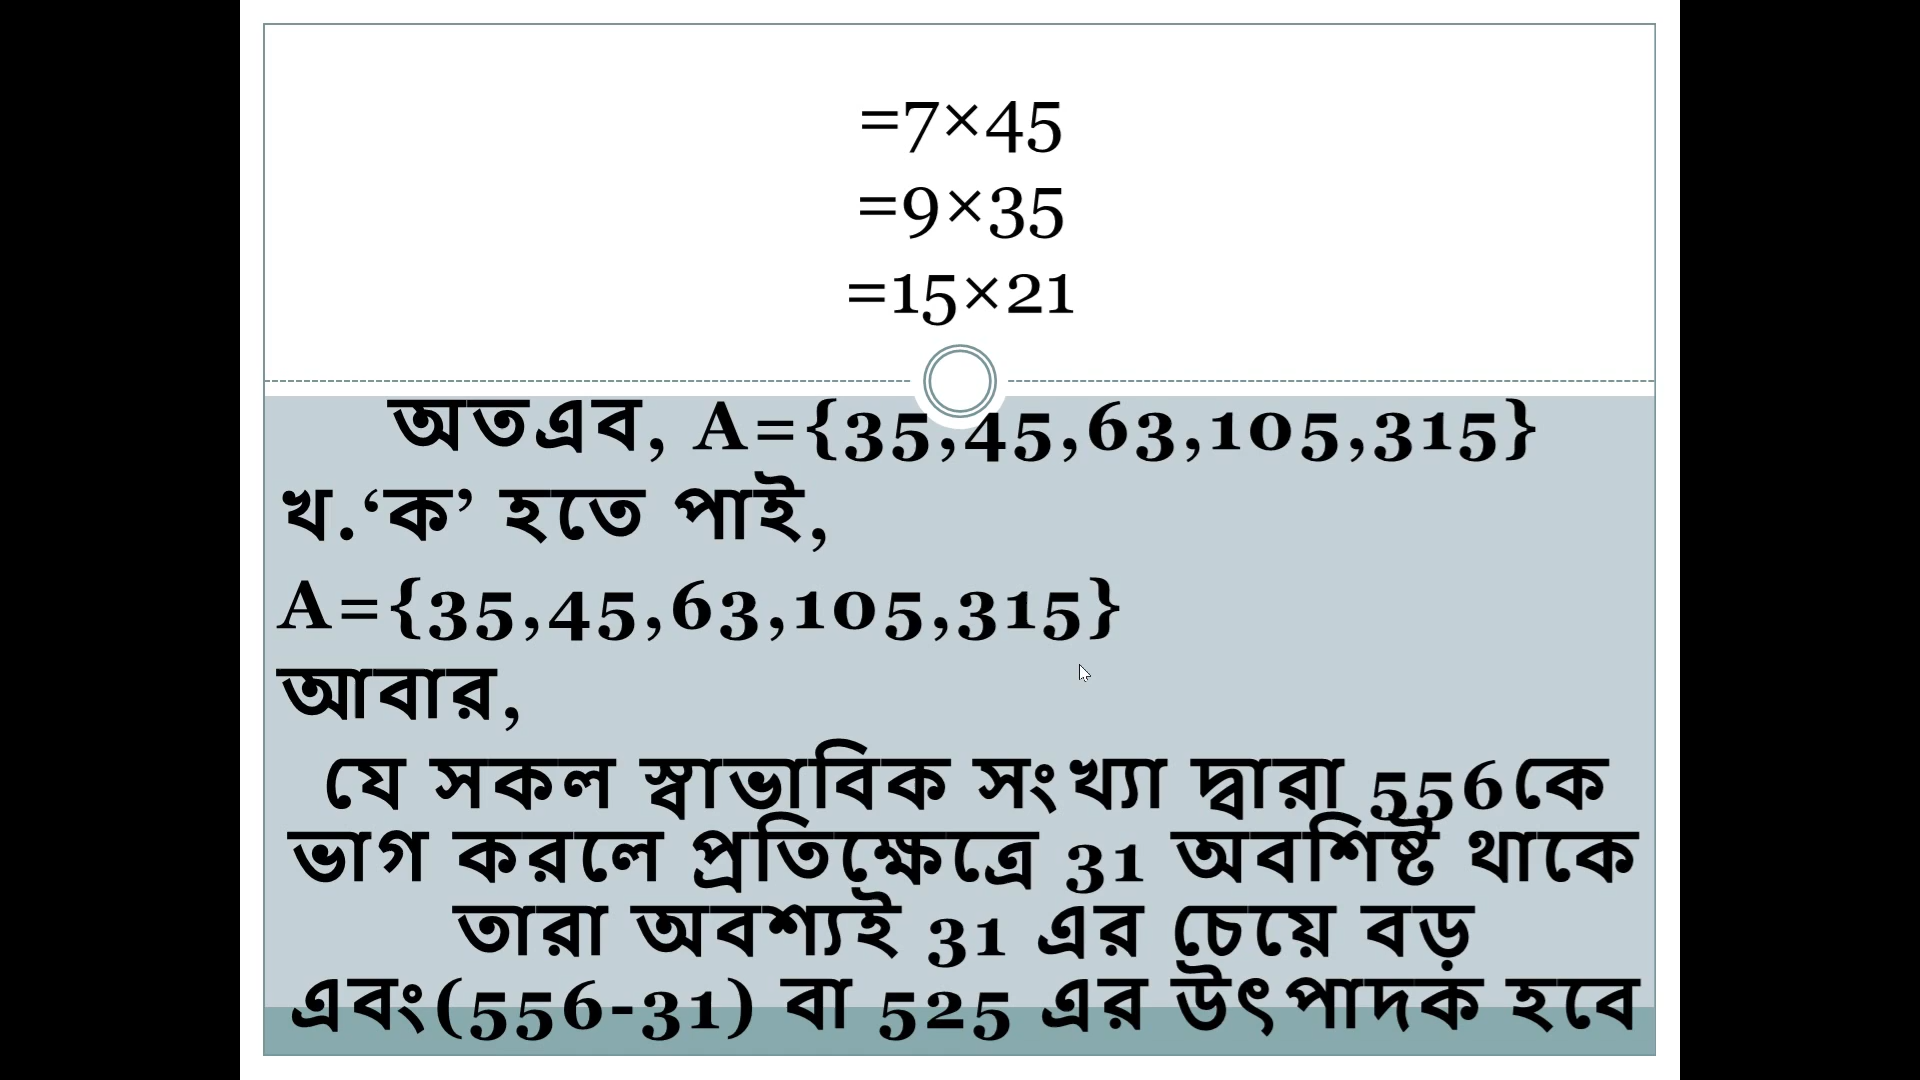 =7×45
=9×35
=15×21
অতএব, A={35,45,63,105,315}
খ.‘ক’ হতে পাই,
A={35,45,63,105,315}
আবার,
যে সকল স্বাভাবিক সংখ্যা দ্বারা 556কে
ভাগ করলে প্রতিক্ষেত্রে 31 অবশিষ্ট থাকে
তারা অবশ্যই 31 এর চেয়ে বড়
এবং(556-31) বা 525 এর উৎপাদক হবে